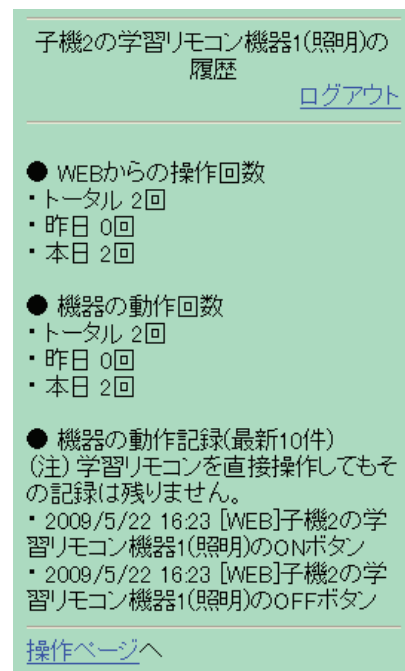 子機2の学習リモコン機器1(照明)の
履歴
ログアウト
● WEBからの操作回数
・トータル 2回
・昨日 0回
・本日 2回
● 機器の動作回数
・トータル 2回
・昨日 0回
・本日 2回
● 機器の動作記録(最新10件)
(注) 学習リモコンを直接操作してもそ
の記録は残りません。
・2009/5/22 16:23 [WEB]子機2の学
習リモコン機器1(照明)のONボタン
・2009/5/22 16:23 [WEB]子機2の学
習リモコン機器1(照明)のOFFボタン
操作ページへ